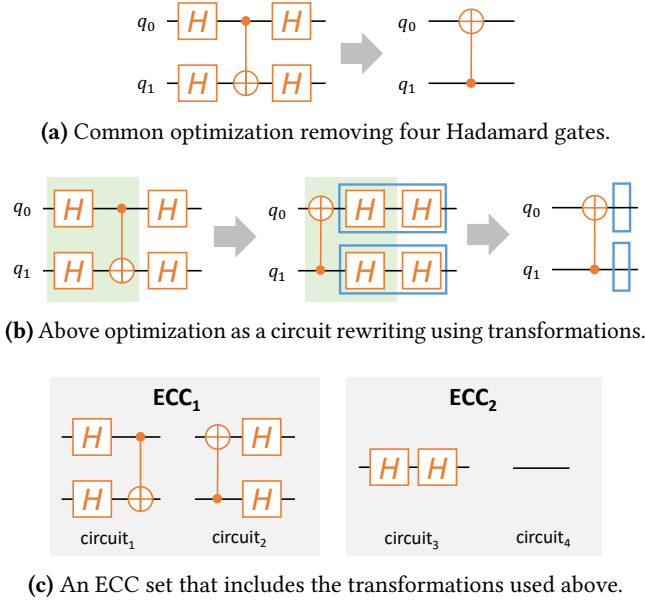 q₀ H H q₀
q₁ H H q₁
(a) Common optimization removing four Hadamard gates.
q₀ H H q₀ H H q₀
q₁ H H q₁ H H q₁
(b) Above optimization as a circuit rewriting using transformations.
ECC₁ ECC₂
H H
H H
H H
circuit₁ circuit₂ circuit₃ circuit₄
(c) An ECC set that includes the transformations used above.